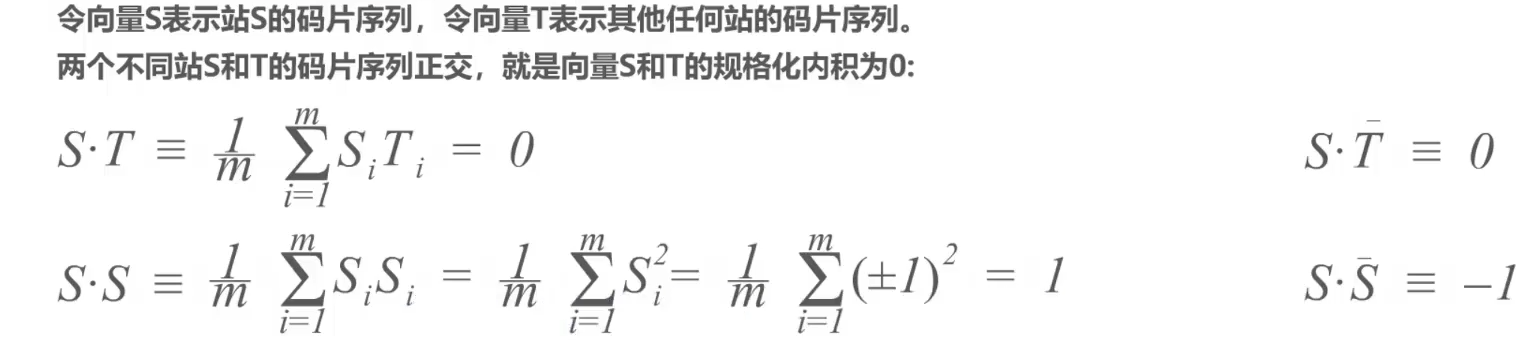 令向量S表示站S的码片序列，令向量T表示其他任何站的码片序列。
两个不同站S和T的码片序列正交，就是向量S和T的规格化内积为0:
S·T ≡ 1/m ∑_{i=1}^{m} S_i T_i = 0    S·T̄ ≡ 0
S·S ≡ 1/m ∑_{i=1}^{m} S_i S_i = 1/m ∑_{i=1}^{m} S_i^2 = 1/m ∑_{i=1}^{m} (±1)^2 = 1    S·S̄ ≡ −1